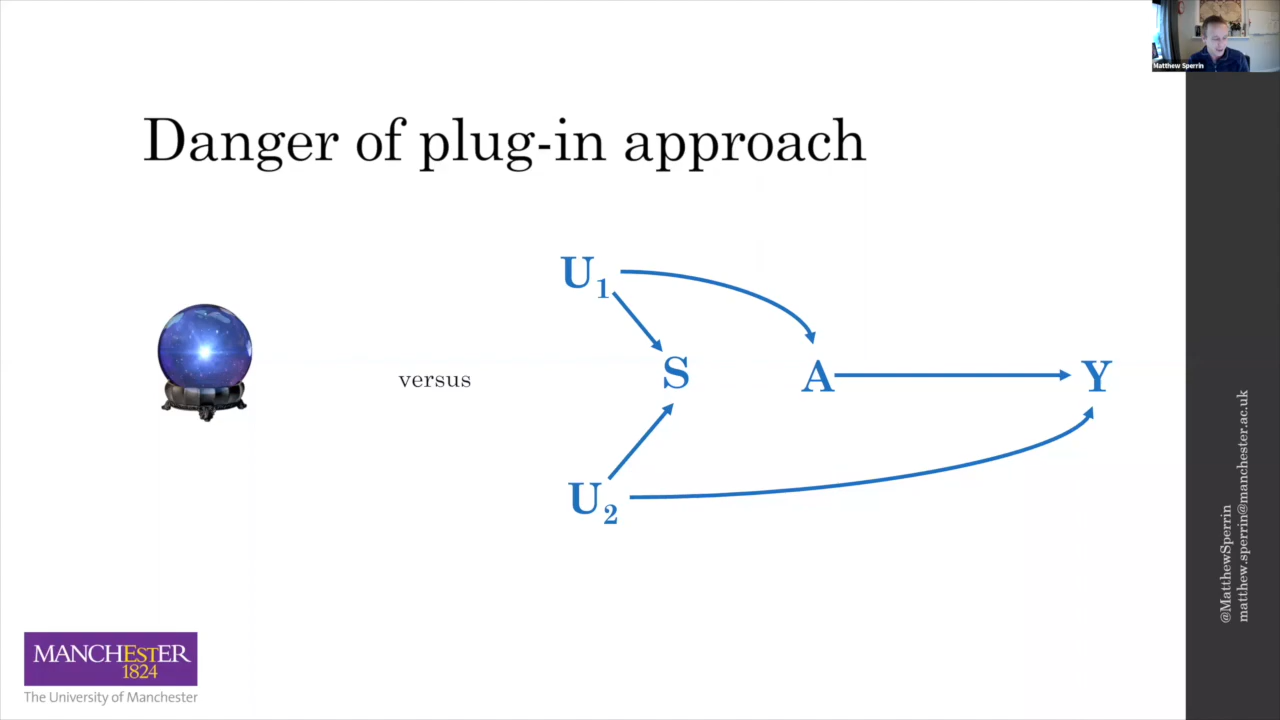 Matthew Sperrin
Danger of plug-in approach
U1
S
A
Y
versus
U2
@MatthewSperrin
matthew.sperrin@manchester.ac.uk
MANCHEsTER
1824
The University of Manchester